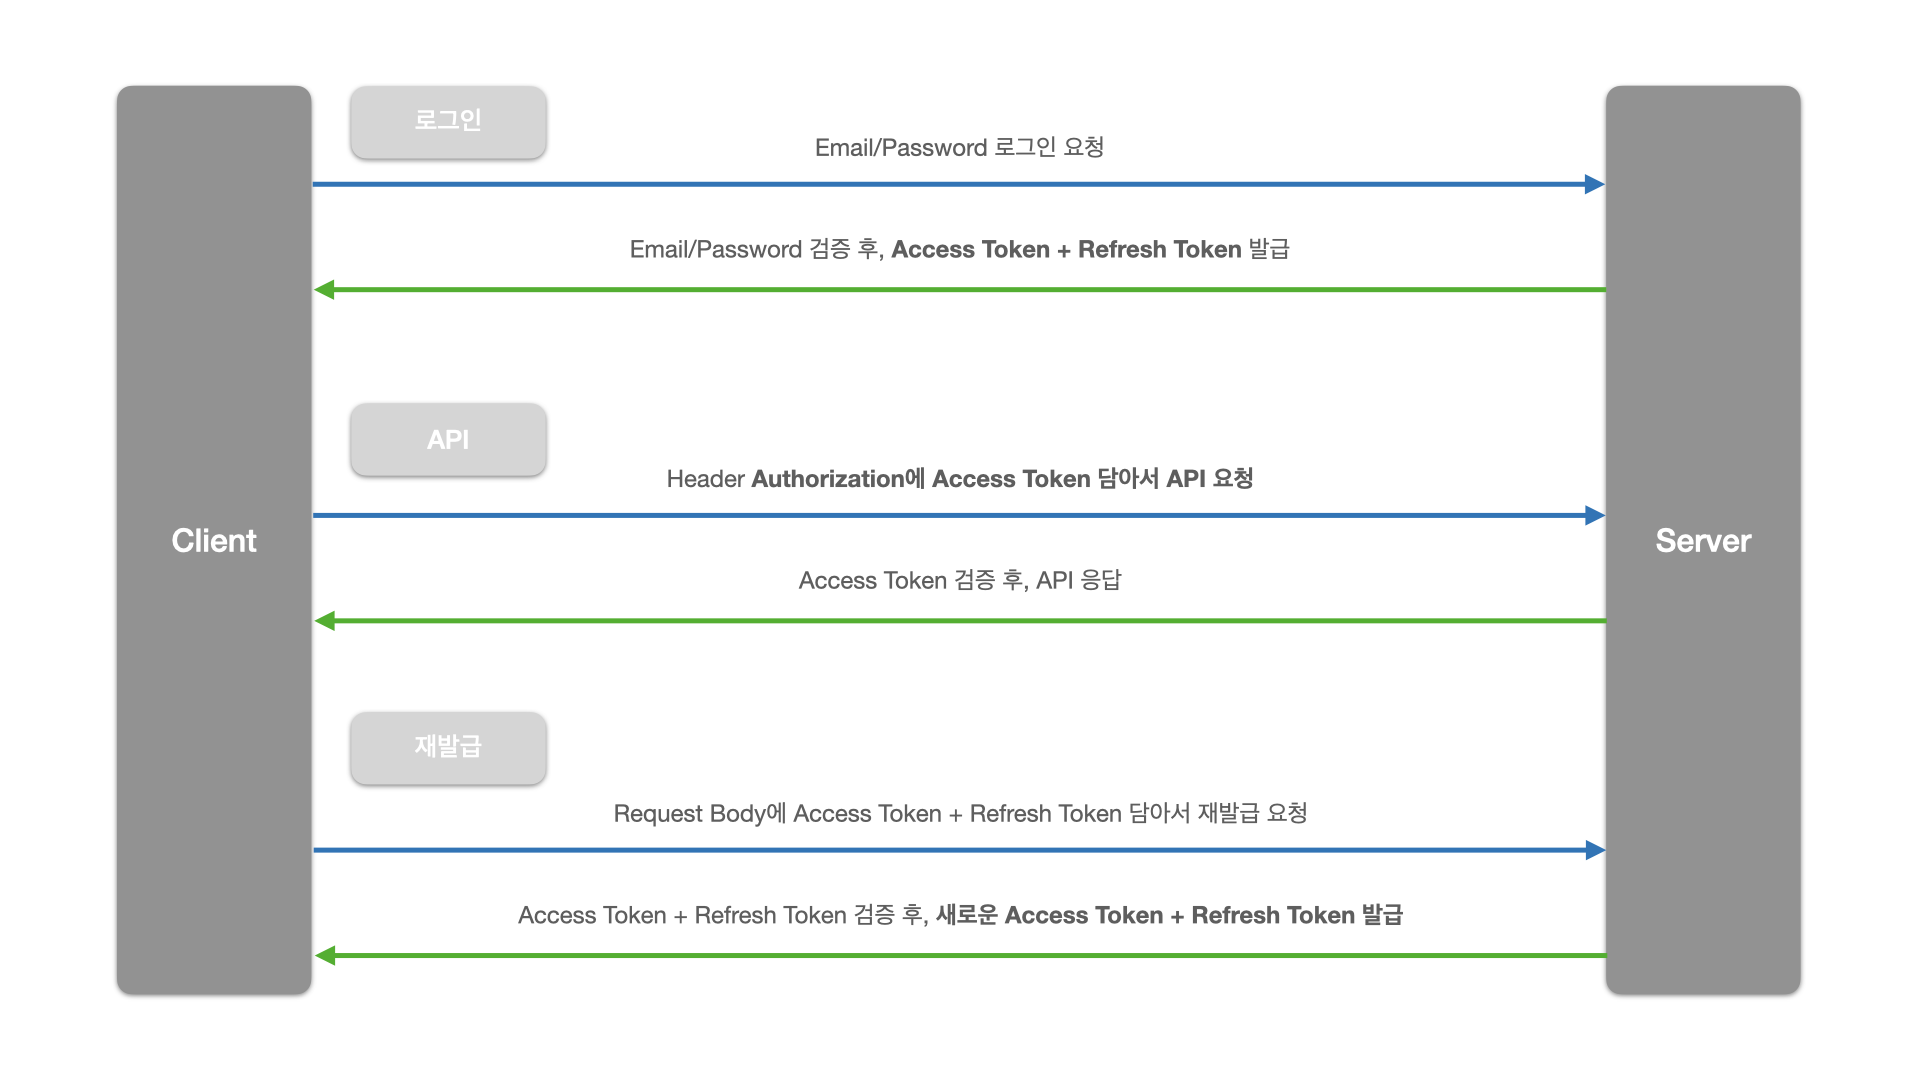 로그인
Email/Password 로그인 요청
Email/Password 검증 후, Access Token + Refresh Token 발급
API
Header Authorization에 Access Token 담아서 API 요청
Client
Server
Access Token 검증 후, API 응답
재발급
Request Body에 Access Token + Refresh Token 담아서 재발급 요청
Access Token + Refresh Token 검증 후, 새로운 Access Token + Refresh Token 발급